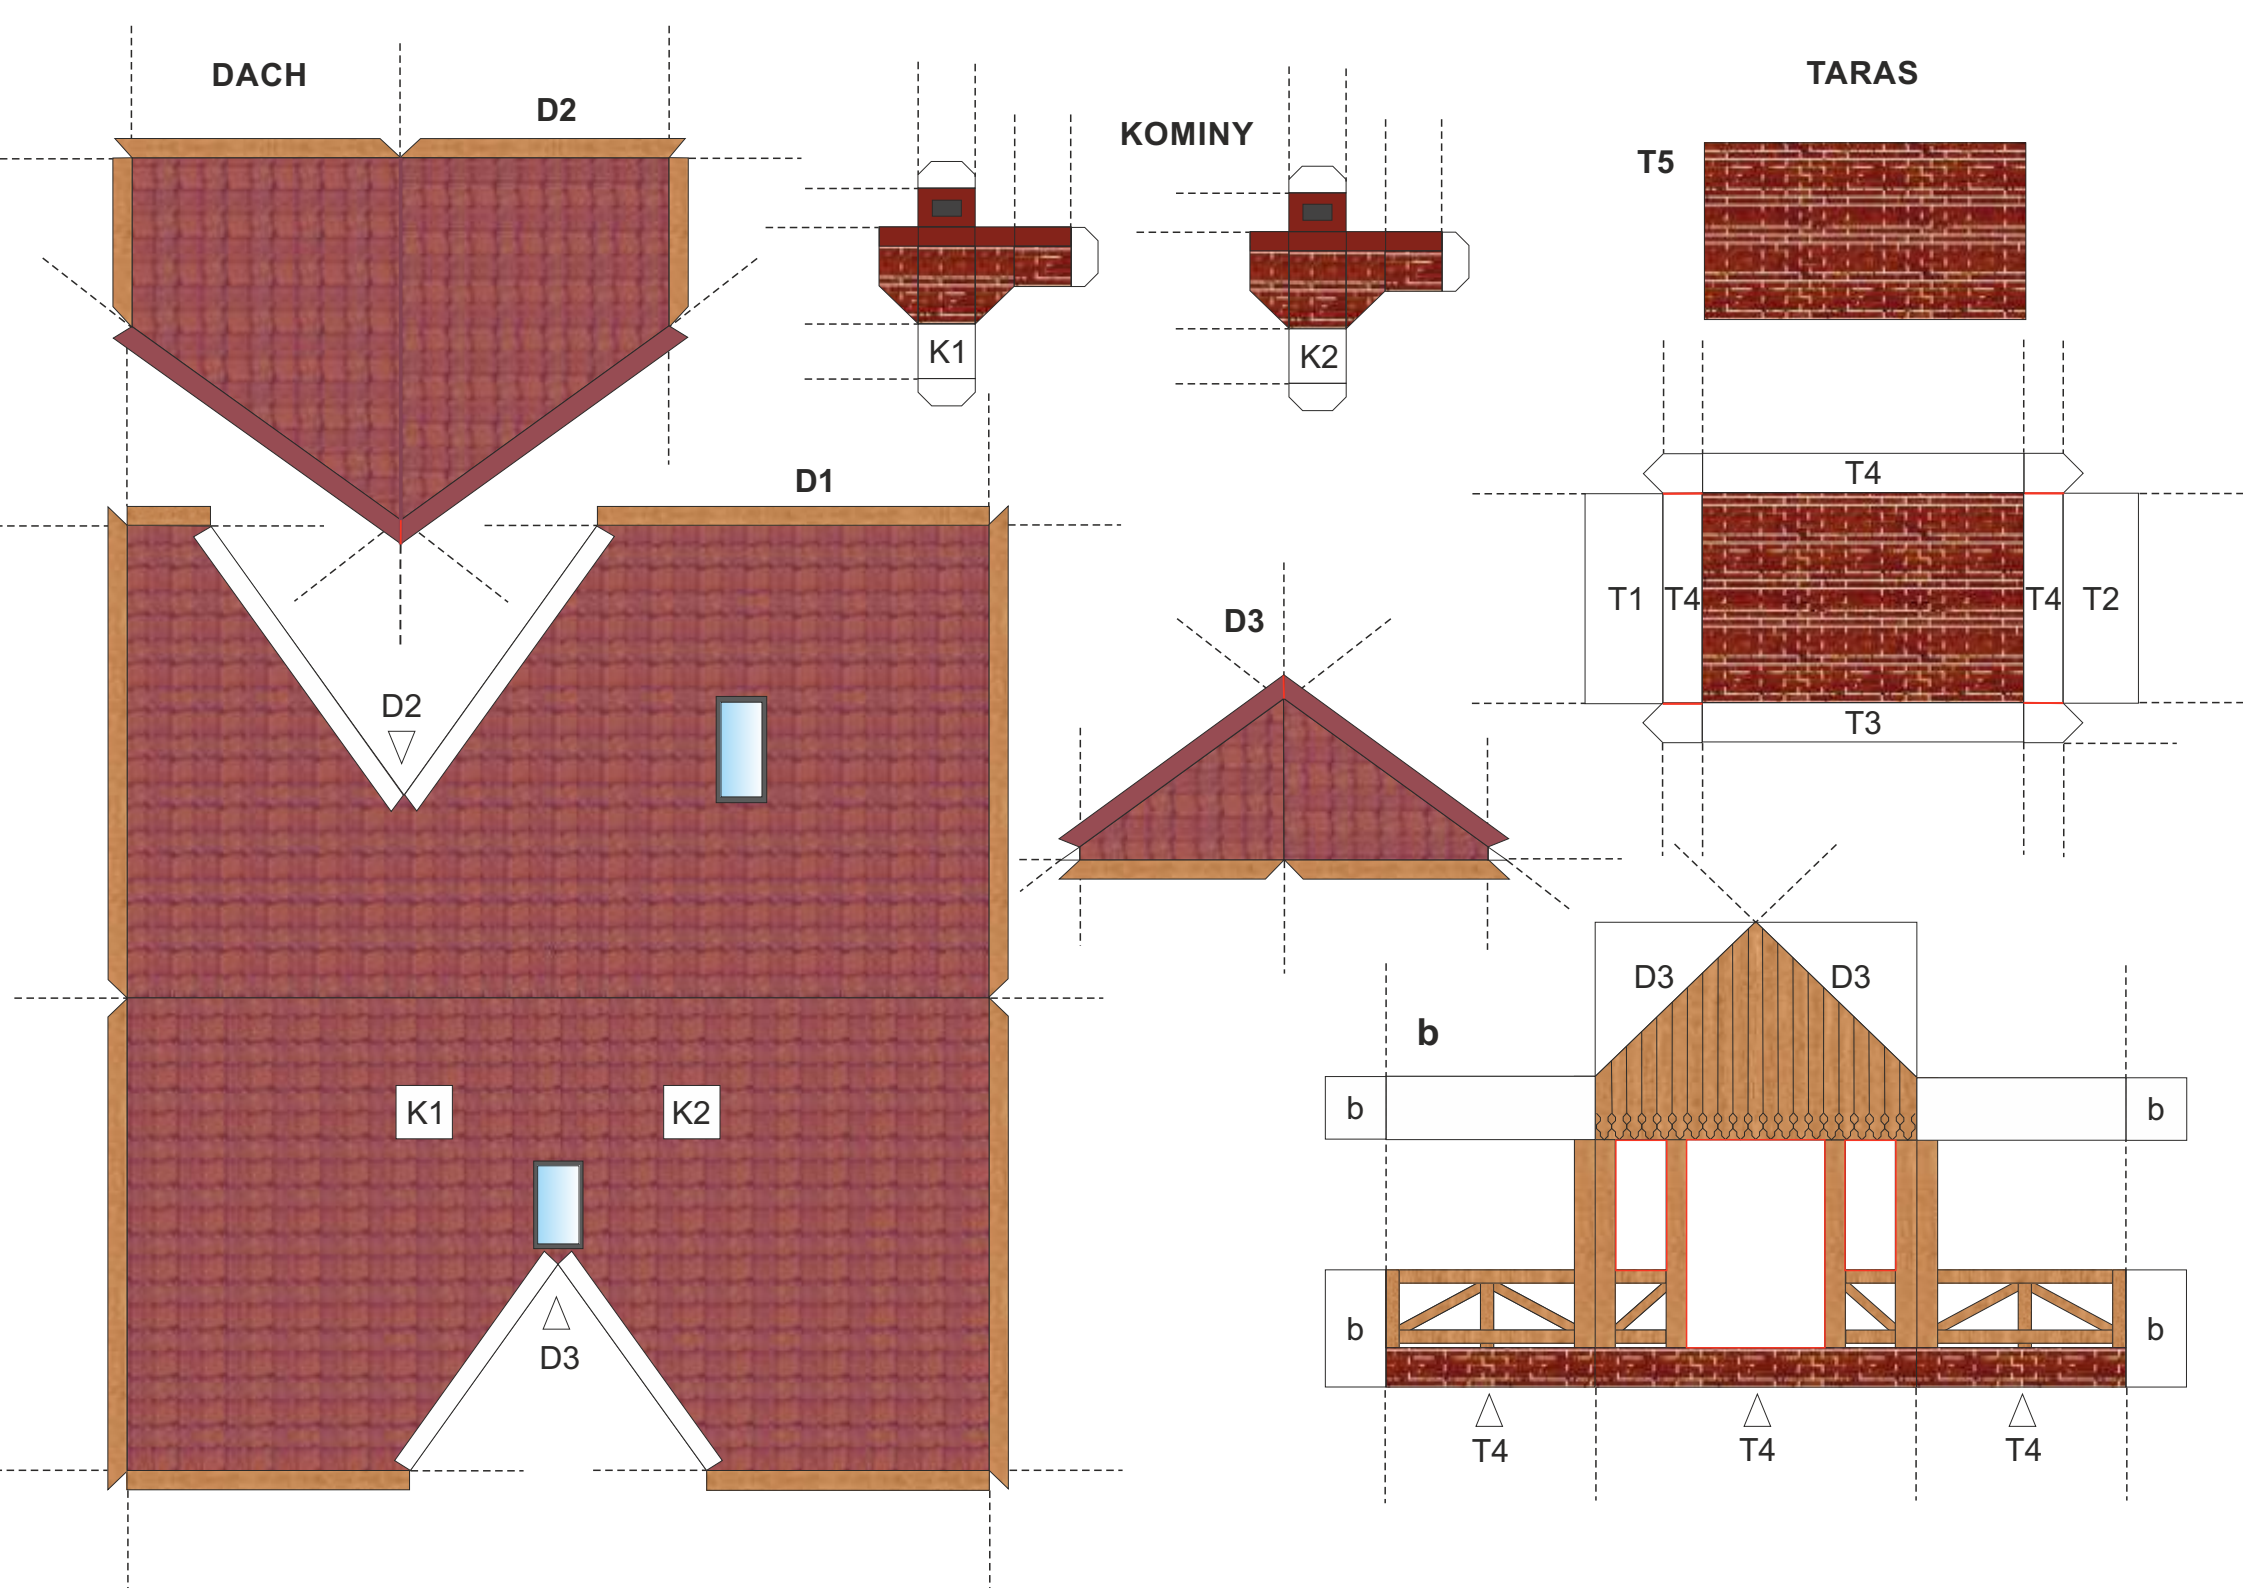 DACH
D2
KOMINY
TARAS
T5
K1
K2
D1
T4
T1 T4 T4 T2
T3
D3
D2
D3 D3
b
b b
K1 K2
b b
D3
T4 T4 T4